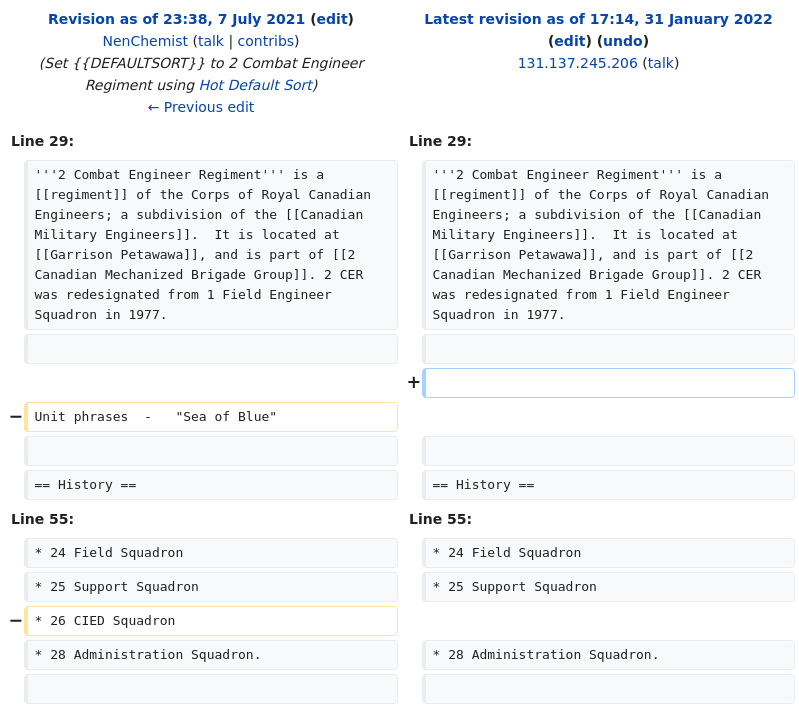 Revision as of 23:38, 7 July 2021 (edit)
NenChemist (talk | contribs)
(Set {{DEFAULTSORT}} to 2 Combat Engineer
Regiment using Hot Default Sort)
← Previous edit
Latest revision as of 17:14, 31 January 2022
(edit) (undo)
131.137.245.206 (talk)
Line 29:
Line 29:
'''2 Combat Engineer Regiment''' is a
[[regiment]] of the Corps of Royal Canadian
Engineers; a subdivision of the [[Canadian
Military Engineers]].  It is located at
[[Garrison Petawawa]], and is part of [[2
Canadian Mechanized Brigade Group]]. 2 CER
was redesignated from 1 Field Engineer
Squadron in 1977.
'''2 Combat Engineer Regiment''' is a
[[regiment]] of the Corps of Royal Canadian
Engineers; a subdivision of the [[Canadian
Military Engineers]].  It is located at
[[Garrison Petawawa]], and is part of [[2
Canadian Mechanized Brigade Group]]. 2 CER
was redesignated from 1 Field Engineer
Squadron in 1977.
+
− Unit phrases  -   "Sea of Blue"
== History ==
== History ==
Line 55:
Line 55:
* 24 Field Squadron
* 24 Field Squadron
* 25 Support Squadron
* 25 Support Squadron
− * 26 CIED Squadron
* 28 Administration Squadron.
* 28 Administration Squadron.